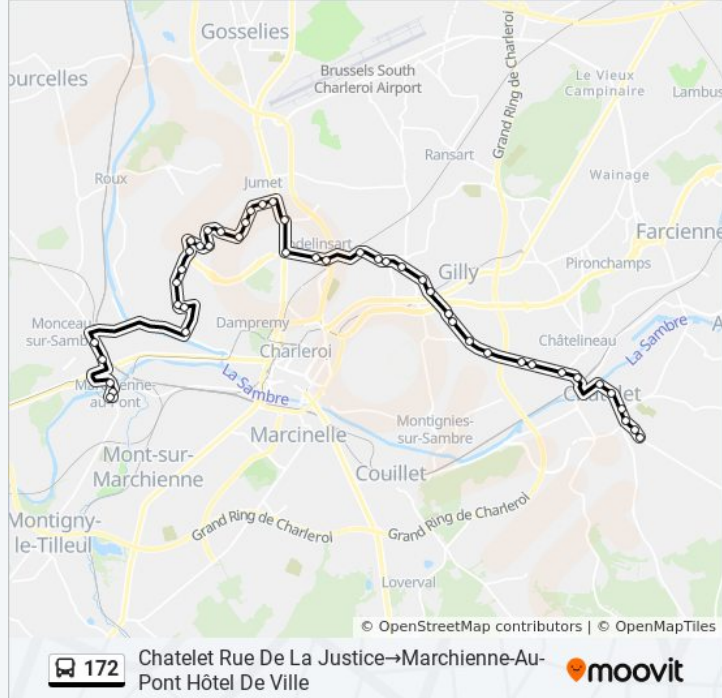 Gosselies
ourcelles
Brussels South
Charleroi Airport
Le Vieux
Campinaire
Lambus
Grand Ring de Charleroi
Ransart
Roux
Jumet
Wainage
Farcienne
delinsart
Gilly
Pironchamps
Monceau
sur-Samb
Dampremy
Charleroi
Châtelineau
La Sambre
La Sambre
Ma
enne-
au-Pont
Montignies-
sur-Sambre
Marcinelle
Mont-sur-
Marchienne
Couillet
Montigny-
le-Tilleul
Grand Ring de Charleroi
Grand Ring de Charleroi
Loverval
© OpenStreetMap contributors | © OpenMapTiles
172
Chatelet Rue De La Justice→Marchienne-Au-
Pont Hôtel De Ville
moovit